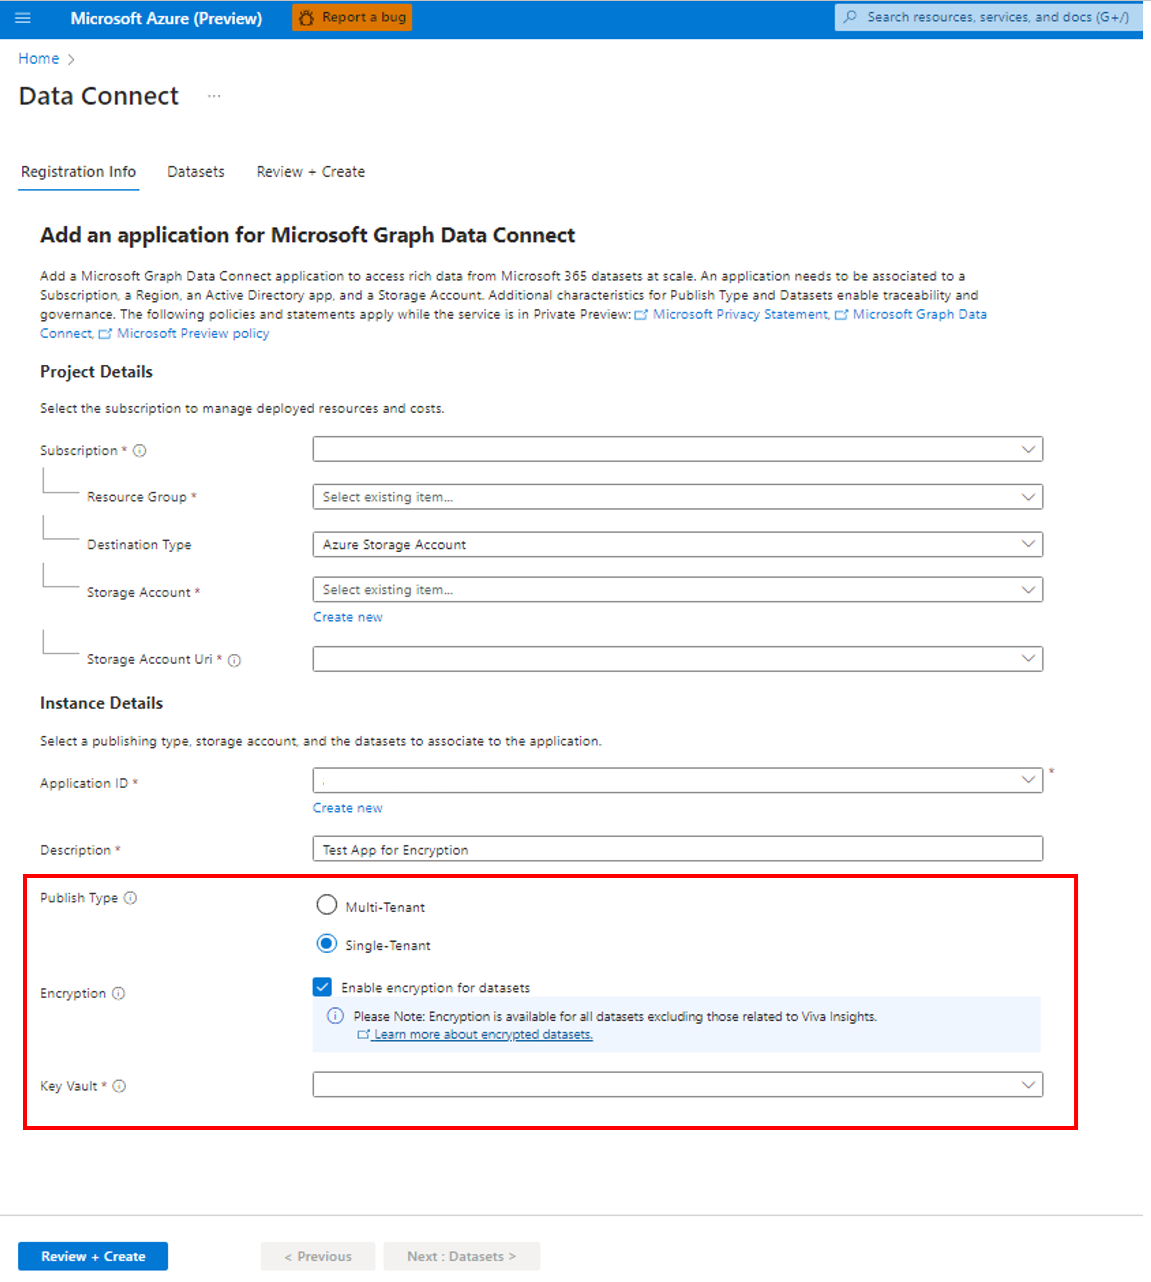 Microsoft Azure (Preview)
Report a bug
Search resources, services, and docs (G+/)
Home >
Data Connect ...
Registration Info
Datasets
Review + Create
Add an application for Microsoft Graph Data Connect
Add a Microsoft Graph Data Connect application to access rich data from Microsoft 365 datasets at scale. An application needs to be associated to a
Subscription, a Region, an Active Directory app, and a Storage Account. Additional characteristics for Publish Type and Datasets enable traceability and
governance. The following policies and statements apply while the service is in Private Preview: Microsoft Privacy Statement, Microsoft Graph Data
Connect, Microsoft Preview policy
Project Details
Select the subscription to manage deployed resources and costs.
Subscription *
Resource Group *
Select existing item...
Destination Type
Azure Storage Account
Storage Account *
Select existing item...
Create new
Storage Account Uri *
Instance Details
Select a publishing type, storage account, and the datasets to associate to the application.
Application ID *
*
Create new
Description *
Test App for Encryption
Publish Type
Multi-Tenant
Single-Tenant
Encryption
Enable encryption for datasets
Please Note: Encryption is available for all datasets excluding those related to Viva Insights.
Learn more about encrypted datasets.
Key Vault *
Review + Create
< Previous
Next : Datasets >